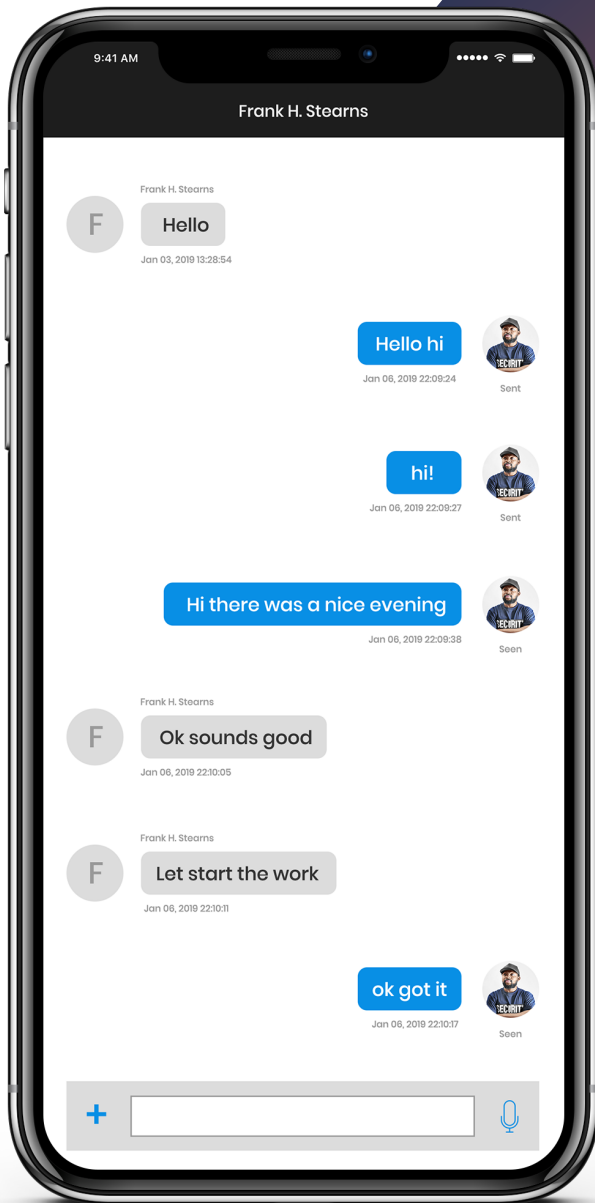 9:41 AM
Frank H. Stearns
Frank H. Stearns
F
Hello
Jan 03, 2019 13:28:54
Hello hi
Jan 06, 2019 22:09:24
Sent
hi!
Jan 06, 2019 22:09:27
Sent
Hi there was a nice evening
Jan 06, 2019 22:09:38
Seen
Frank H. Stearns
F
Ok sounds good
Jan 06, 2019 22:10:05
Frank H. Stearns
F
Let start the work
Jan 06, 2019 22:10:11
ok got it
Jan 06, 2019 22:10:17
Seen
+